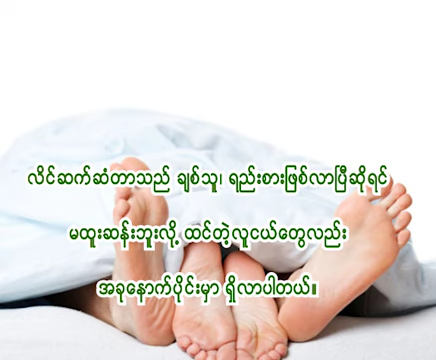 လိင်ဆက်ဆံတာသည် ချစ်သူ၊ ရည်းစားဖြစ်လာပြီဆိုရင်
မထူးဆန်းဘူးလို့ ထင်တဲ့လူငယ်တွေလည်း
အခုနောက်ပိုင်းမှာ ရှိလာပါတယ်။